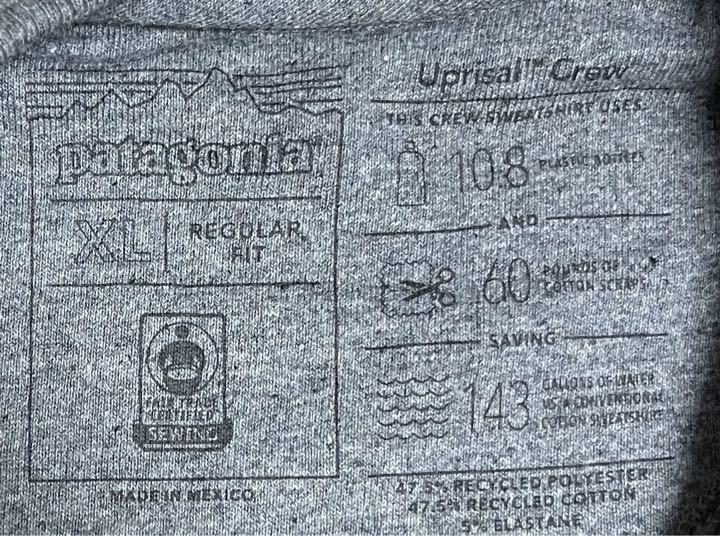 patagonia
XL
REGULAR
FIT
FAIR TRADE
CERTIFIED
SEWING
MADE IN MEXICO
Uprisal™ Crew
THIS CREW SWEATSHIRT USES
10.8 PLASTIC BOTTLES
AND
.60 POUNDS OF
COTTON SCRAPS
SAVING
143 GALLONS OF WATER
VS. A CONVENTIONAL
COTTON SWEATSHIRT
47.5% RECYCLED POLYESTER
47.5% RECYCLED COTTON
5% ELASTANE